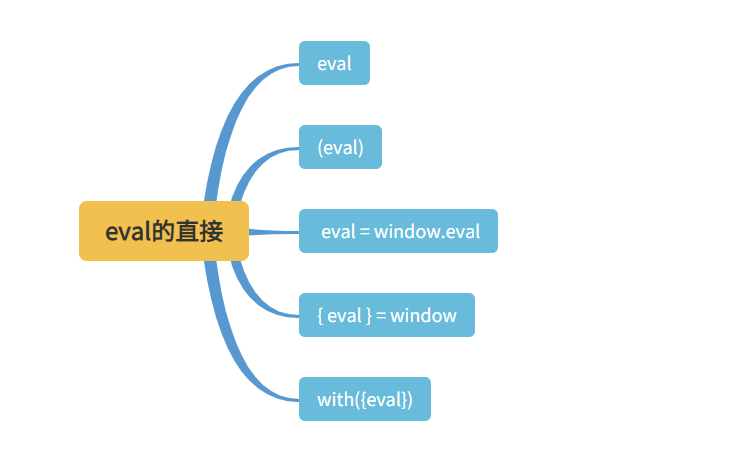 eval
(eval)
eval的直接
eval = window.eval
{ eval } = window
with({eval})